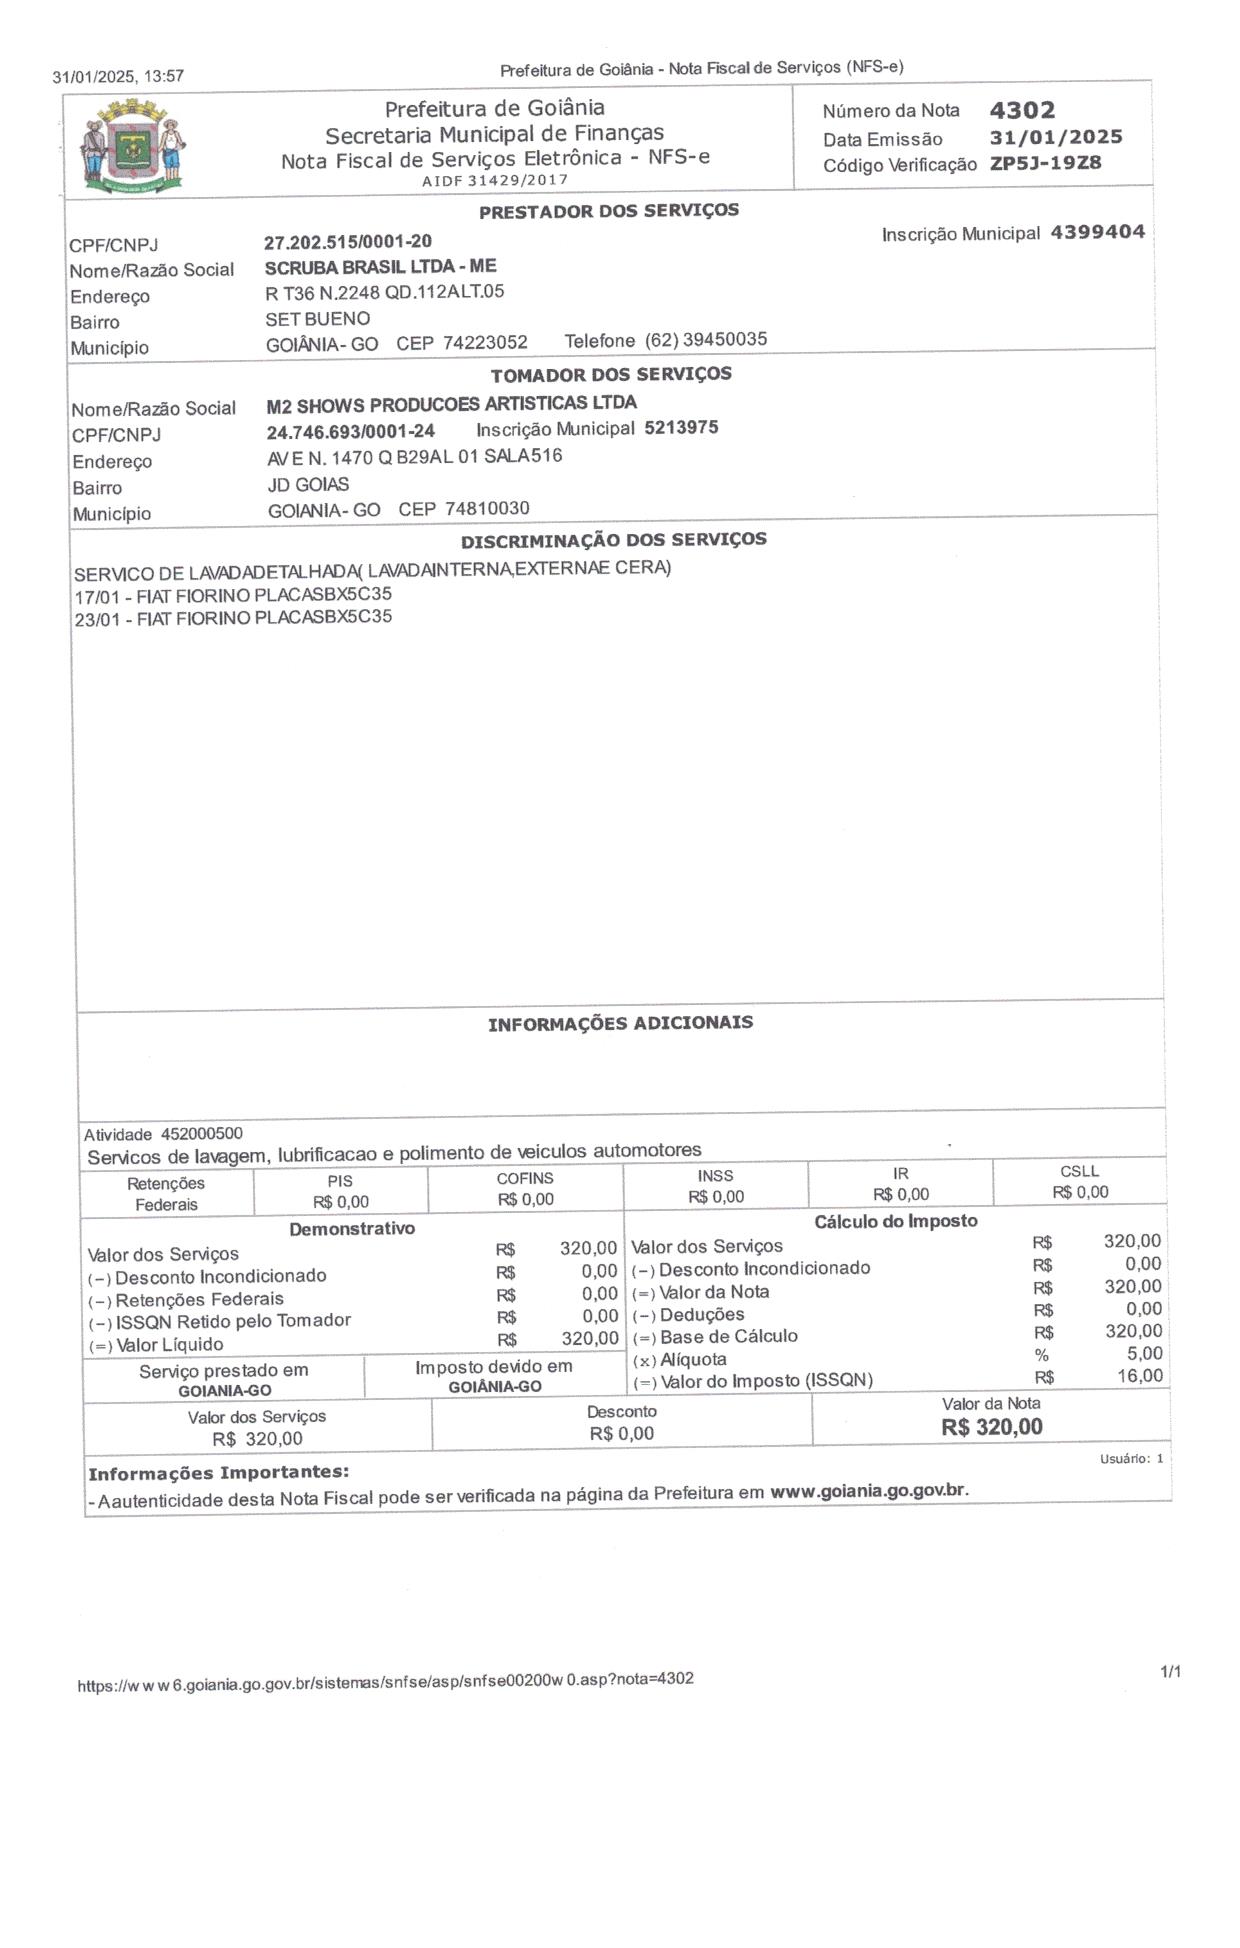 31/01/2025, 13:57
Prefeitura de Goiânia - Nota Fiscal de Serviços (NFS-e)
Prefeitura de Goiânia
Secretaria Municipal de Finanças
Nota Fiscal de Serviços Eletrônica - NFS-e
AIDF 31429/2017
Número da Nota 4302
Data Emissão 31/01/2025
Código Verificação ZP5J-19Z8
PRESTADOR DOS SERVIÇOS
CPF/CNPJ 27.202.515/0001-20 Inscrição Municipal 4399404
Nome/Razão Social SCRUBA BRASIL LTDA - ME
Endereço R T36 N.2248 QD.112ALT.05
Bairro SET BUENO
Município GOIÂNIA- GO CEP 74223052 Telefone (62) 39450035
TOMADOR DOS SERVIÇOS
Nome/Razão Social M2 SHOWS PRODUCOES ARTISTICAS LTDA
CPF/CNPJ 24.746.693/0001-24 Inscrição Municipal 5213975
Endereço AV E N. 1470 Q B29AL 01 SALA516
Bairro JD GOIAS
Município GOIANIA- GO CEP 74810030
DISCRIMINAÇÃO DOS SERVIÇOS
SERVICO DE LAVADADETALHADA( LAVADAINTERNA,EXTERNAE CERA)
17/01 - FIAT FIORINO PLACASBX5C35
23/01 - FIAT FIORINO PLACASBX5C35
INFORMAÇÕES ADICIONAIS
Atividade 452000500
Servicos de lavagem, lubrificacao e polimento de veiculos automotores
Retenções Federais
PIS R$ 0,00
COFINS R$ 0,00
INSS R$ 0,00
IR R$ 0,00
CSLL R$ 0,00
Demonstrativo
Valor dos Serviços R$ 320,00
(-) Desconto Incondicionado R$ 0,00
(-) Retenções Federais R$ 0,00
(-) ISSQN Retido pelo Tomador R$ 0,00
(=) Valor Líquido R$ 320,00
Serviço prestado em
GOIANIA-GO
Imposto devido em
GOIÂNIA-GO
Cálculo do Imposto
Valor dos Serviços R$ 320,00
(-) Desconto Incondicionado R$ 0,00
(=) Valor da Nota R$ 320,00
(-) Deduções R$ 0,00
(=) Base de Cálculo R$ 320,00
(x) Alíquota % 5,00
(=) Valor do Imposto (ISSQN) R$ 16,00
Valor dos Serviços
R$ 320,00
Desconto
R$ 0,00
Valor da Nota
R$ 320,00
Informações Importantes:
Usuário: 1
- Aautenticidade desta Nota Fiscal pode ser verificada na página da Prefeitura em www.goiania.go.gov.br.
https://w w w 6.goiania.go.gov.br/sistemas/snfse/asp/snfse00200w 0.asp?nota=4302
1/1